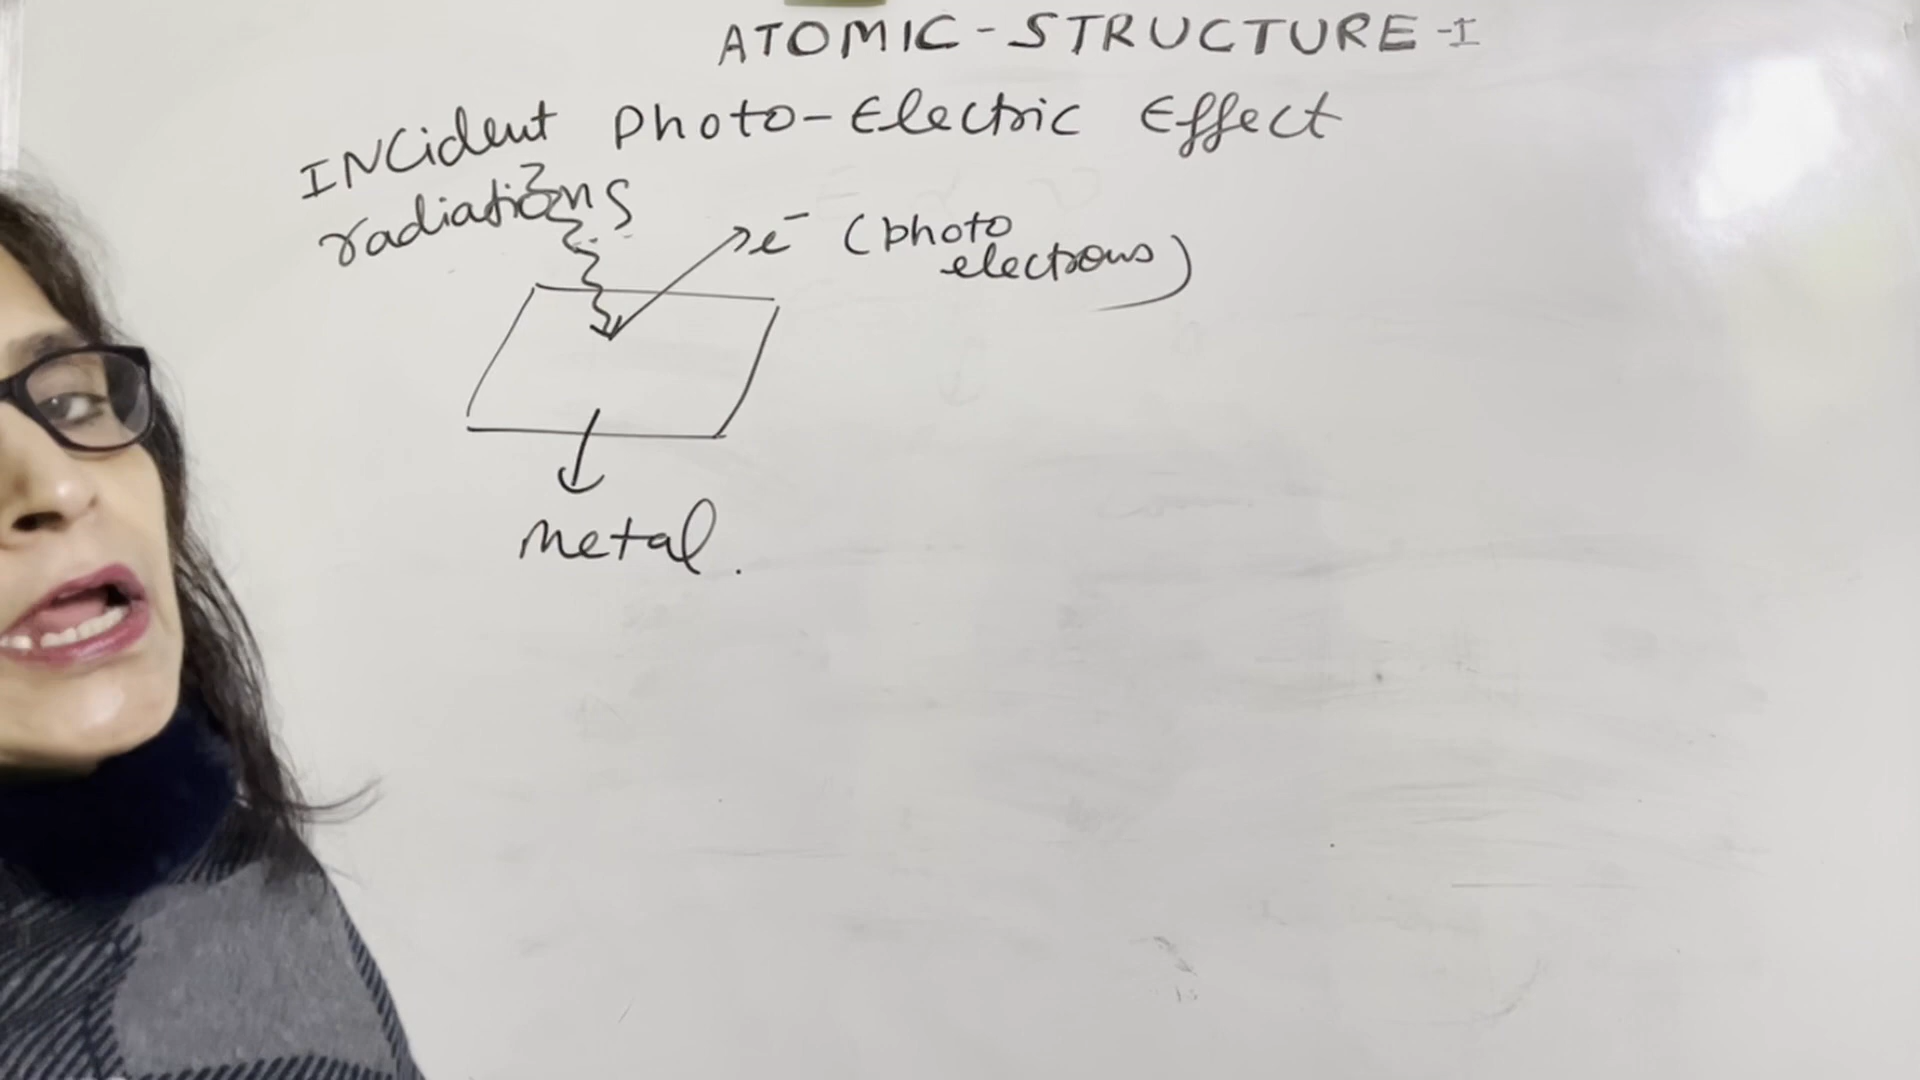 ATOMIC-STRUCTURE-I
Photo-Electric Effect
INCident
radiations
e⁻ (photo
electrons)
metal.